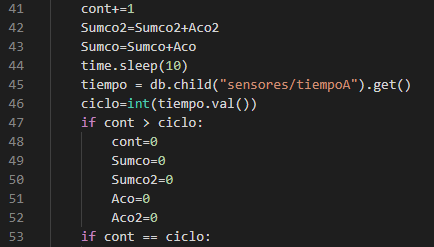 41 cont+=1
42 Sumco2=Sumco2+Aco2
43 Sumco=Sumco+Aco
44 time.sleep(10)
45 tiempo = db.child("sensores/tiempoA").get()
46 ciclo=int(tiempo.val())
47 if cont > ciclo:
48 cont=0
49 Sumco=0
50 Sumco2=0
51 Aco=0
52 Aco2=0
53 if cont == ciclo: